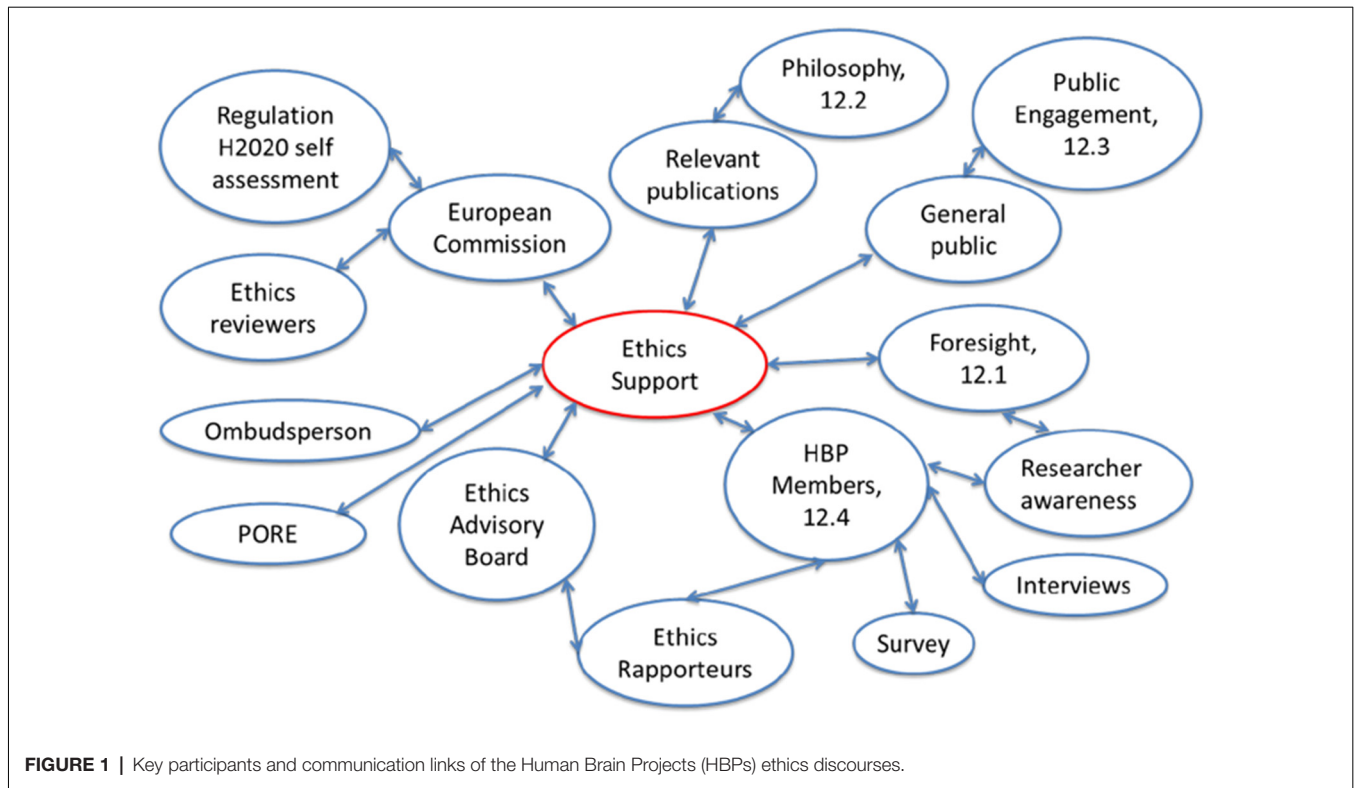 Philosophy,
12.2
Public
Engagement,
12.3
Regulation
H2020 self
assessment
Relevant
publications
European
Commission
General
public
Ethics
reviewers
Ethics
Support
Foresight,
12.1
Ombudsperson
HBP
Members,
12.4
Researcher
awareness
Ethics
Advisory
Board
PORE
Interviews
Ethics
Rapporteurs
Survey
FIGURE 1 | Key participants and communication links of the Human Brain Projects (HBPs) ethics discourses.